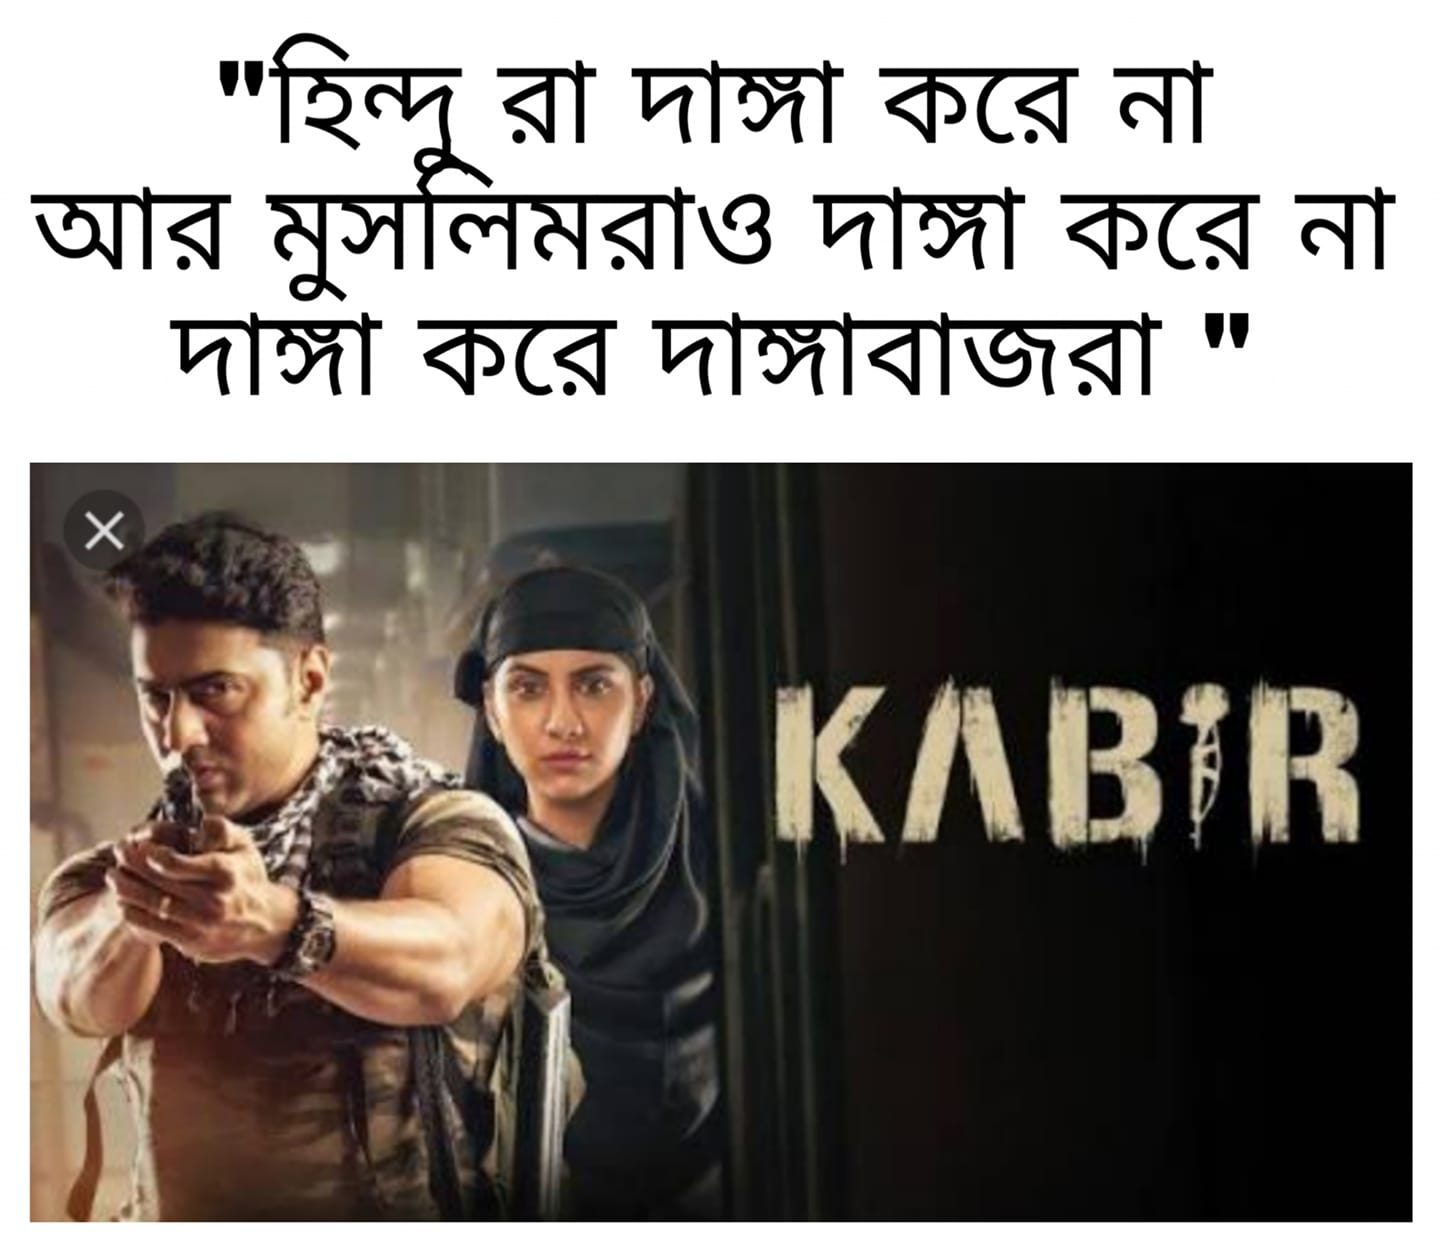 "হিন্দু রা দাঙ্গা করে না
আর মুসলিমরাও দাঙ্গা করে না
দাঙ্গা করে দাঙ্গাবাজরা "
KABIR